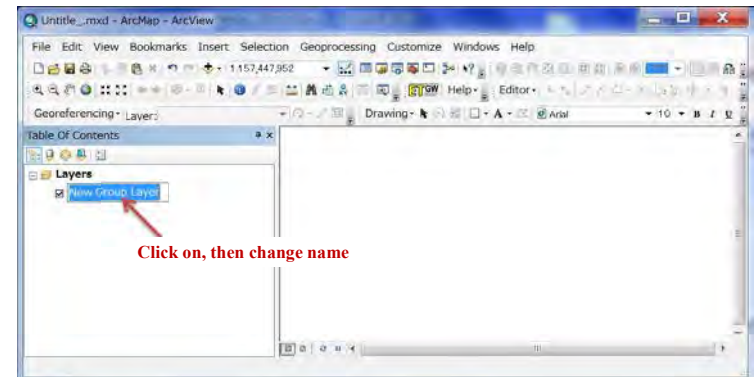 Untitle_.mxd - ArcMap - ArcView
File Edit View Bookmarks Insert Selection Geoprocessing Customize Windows Help
1:157,447,952
GW Help Editor
Georeferencing Layer: Drawing A Arial 10 B I U
Table Of Contents
Layers
New Group Layer
Click on, then change name